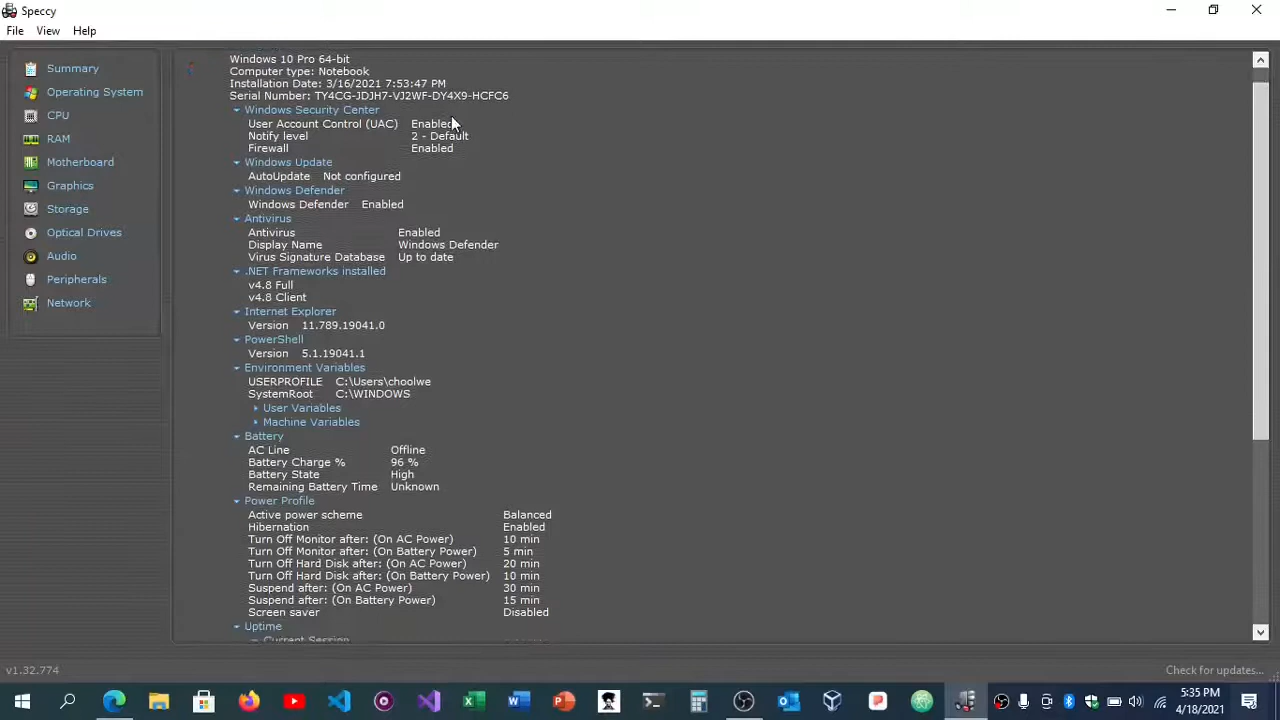 Speccy
File View Help
Summary
Operating System
CPU
RAM
Motherboard
Graphics
Storage
Optical Drives
Audio
Peripherals
Network
Windows 10 Pro 64-bit
Computer type: Notebook
Installation Date: 3/16/2021 7:53:47 PM
Serial Number: TY4CG-JDJH7-VJ2WF-DY4X9-HCFC6
Windows Security Center
User Account Control (UAC) Enabled
Notify level 2 - Default
Firewall Enabled
Windows Update
AutoUpdate Not configured
Windows Defender
Windows Defender Enabled
Antivirus
Antivirus Enabled
Display Name Windows Defender
Virus Signature Database Up to date
.NET Frameworks installed
v4.8 Full
v4.8 Client
Internet Explorer
Version 11.789.19041.0
PowerShell
Version 5.1.19041.1
Environment Variables
USERPROFILE C:\Users\choolwe
SystemRoot C:\WINDOWS
User Variables
Machine Variables
Battery
AC Line Offline
Battery Charge % 96 %
Battery State High
Remaining Battery Time Unknown
Power Profile
Active power scheme Balanced
Hibernation Enabled
Turn Off Monitor after: (On AC Power) 10 min
Turn Off Monitor after: (On Battery Power) 5 min
Turn Off Hard Disk after: (On AC Power) 20 min
Turn Off Hard Disk after: (On Battery Power) 10 min
Suspend after: (On AC Power) 30 min
Suspend after: (On Battery Power) 15 min
Screen saver Disabled
Uptime
Current Session
v1.32.774
Check for updates...
5:35 PM
4/18/2021